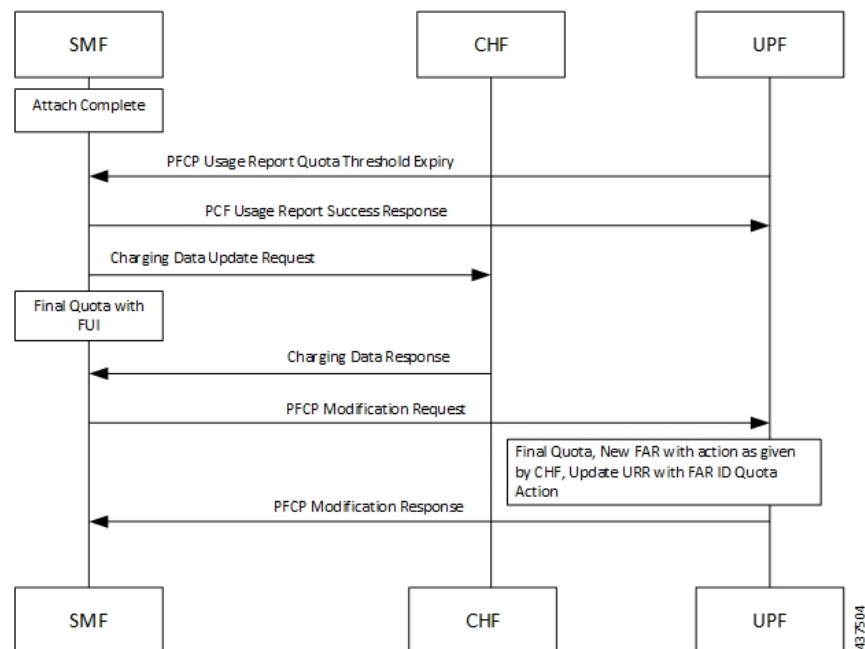 SMF
CHF
UPF
Attach Complete
PFCP Usage Report Quota Threshold Expiry
PCF Usage Report Success Response
Charging Data Update Request
Final Quota with
FUI
Charging Data Response
PFCP Modification Request
Final Quota, New FAR with action as given
by CHF, Update URR with FAR ID Quota
Action
PFCP Modification Response
SMF
CHF
UPF
437504